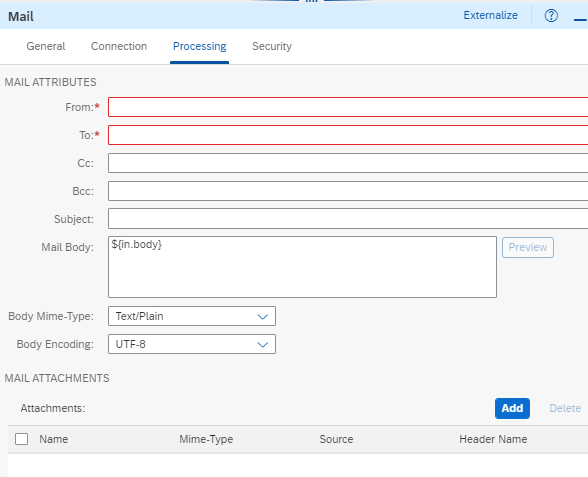 Mail Externalize ?
General Connection Processing Security
MAIL ATTRIBUTES
From:*
To:*
Cc:
Bcc:
Subject:
Mail Body: ${in.body} Preview
Body Mime-Type: Text/Plain
Body Encoding: UTF-8
MAIL ATTACHMENTS
Attachments: Add Delete
Name Mime-Type Source Header Name